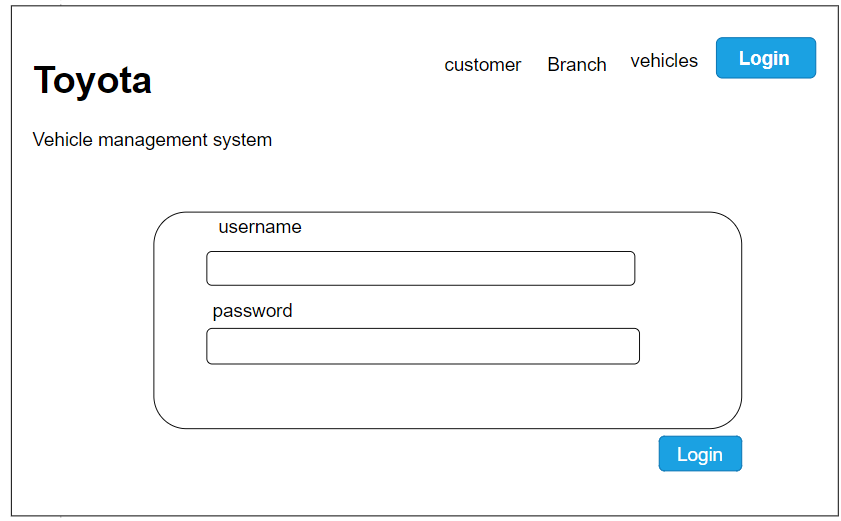 Toyota
customer Branch vehicles Login
Vehicle management system
username
password
Login